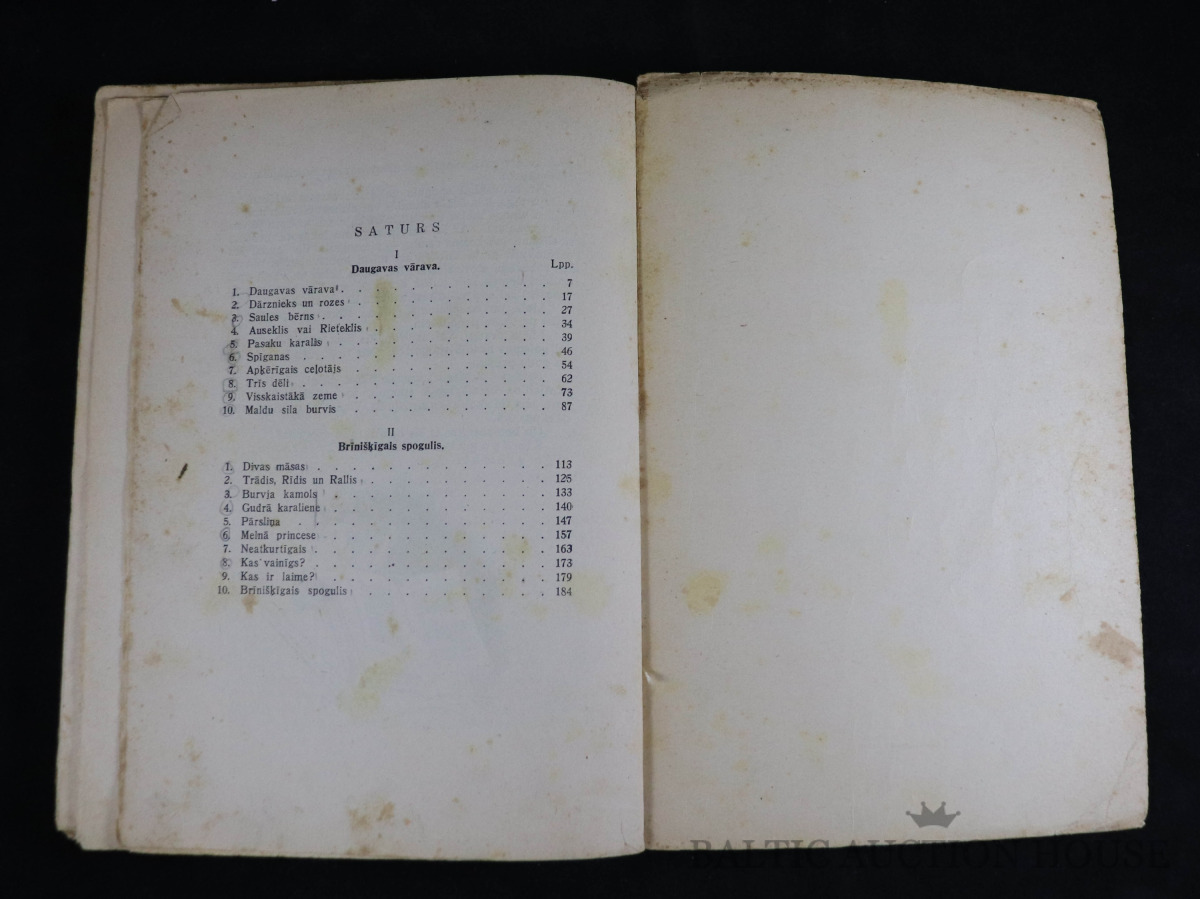 SATURS
I
Daugavas vārava.
Lpp.
1. Daugavas vārava . . . . . . . . . . . 7
2. Dārznieks un rozes . . . . . . . . . . 17
3. Saules bērns . . . . . . . . . . . . 27
4. Auseklis vai Rieteklis . . . . . . . . . 34
5. Pasaku karalis . . . . . . . . . . . 39
6. Spīganas . . . . . . . . . . . . . 46
7. Apķērīgais ceļotājs . . . . . . . . . . 54
8. Trīs dēli . . . . . . . . . . . . . 62
9. Visskaistākā zeme . . . . . . . . . . 73
10. Maldu sila burvis . . . . . . . . . . 87
II
Brīnišķīgais spogulis.
1. Divas māsas . . . . . . . . . . . . 113
2. Trādis, Rīdis un Rallis . . . . . . . . . 125
3. Burvja kamols . . . . . . . . . . . 133
4. Gudrā karaliene . . . . . . . . . . . 140
5. Pārsliņa . . . . . . . . . . . . . 147
6. Melnā princese . . . . . . . . . . . 157
7. Neatkurtīgais . . . . . . . . . . . . 163
8. Kas vainīgs? . . . . . . . . . . . . 173
9. Kas ir laime? . . . . . . . . . . . 179
10. Brīnišķīgais spogulis . . . . . . . . . 184
BALTIC AUCTION HOUSE